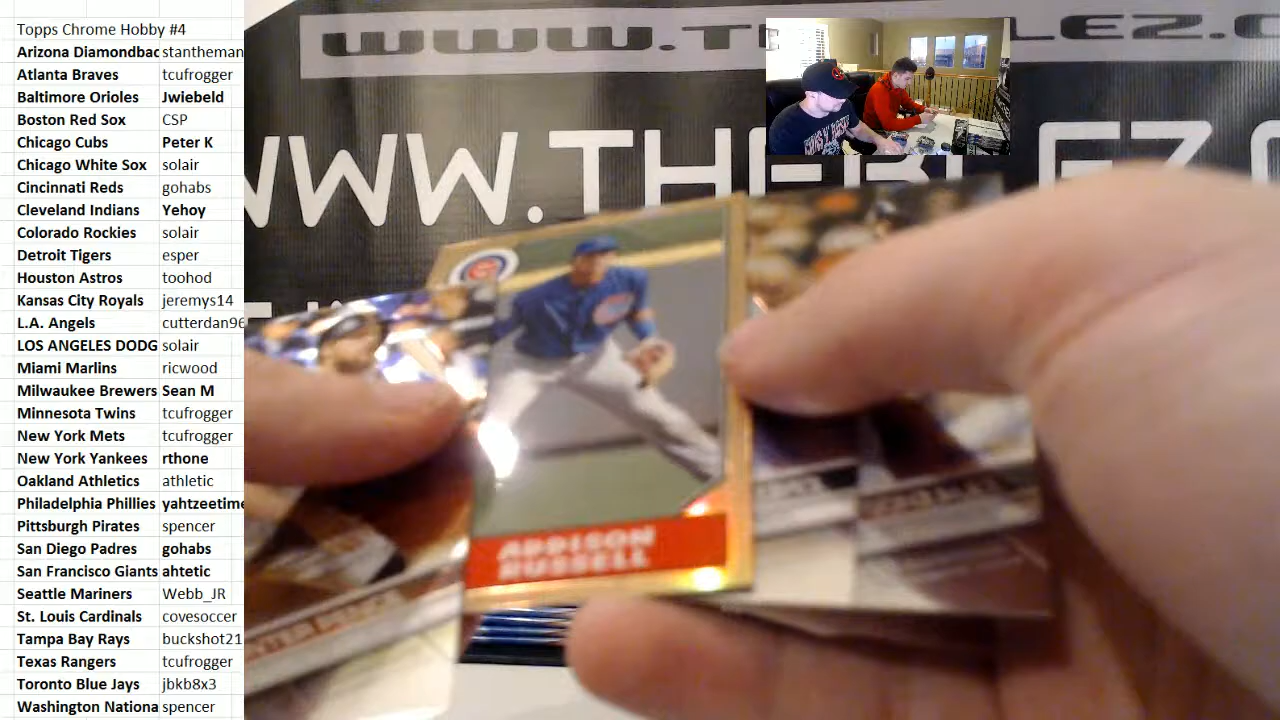 Topps Chrome Hobby #4
Arizona Diamondbac stantheman
Atlanta Braves tcufrogger
Baltimore Orioles Jwiebeld
Boston Red Sox CSP
Chicago Cubs Peter K
Chicago White Sox solair
Cincinnati Reds gohabs
Cleveland Indians Yehoy
Colorado Rockies solair
Detroit Tigers esper
Houston Astros toohod
Kansas City Royals jeremys14
L.A. Angels cutterdan96
LOS ANGELES DODG solair
Miami Marlins ricwood
Milwaukee Brewers Sean M
Minnesota Twins tcufrogger
New York Mets tcufrogger
New York Yankees rthone
Oakland Athletics athletic
Philadelphia Phillies yahtzeetime
Pittsburgh Pirates spencer
San Diego Padres gohabs
San Francisco Giants ahtetic
Seattle Mariners Webb_JR
St. Louis Cardinals covesoccer
Tampa Bay Rays buckshot21
Texas Rangers tcufrogger
Toronto Blue Jays jbkb8x3
Washington Nationa spencer
WWW.T LEZ.C
WWW.THEBLEZ.C
ADDISON
RUSSELL